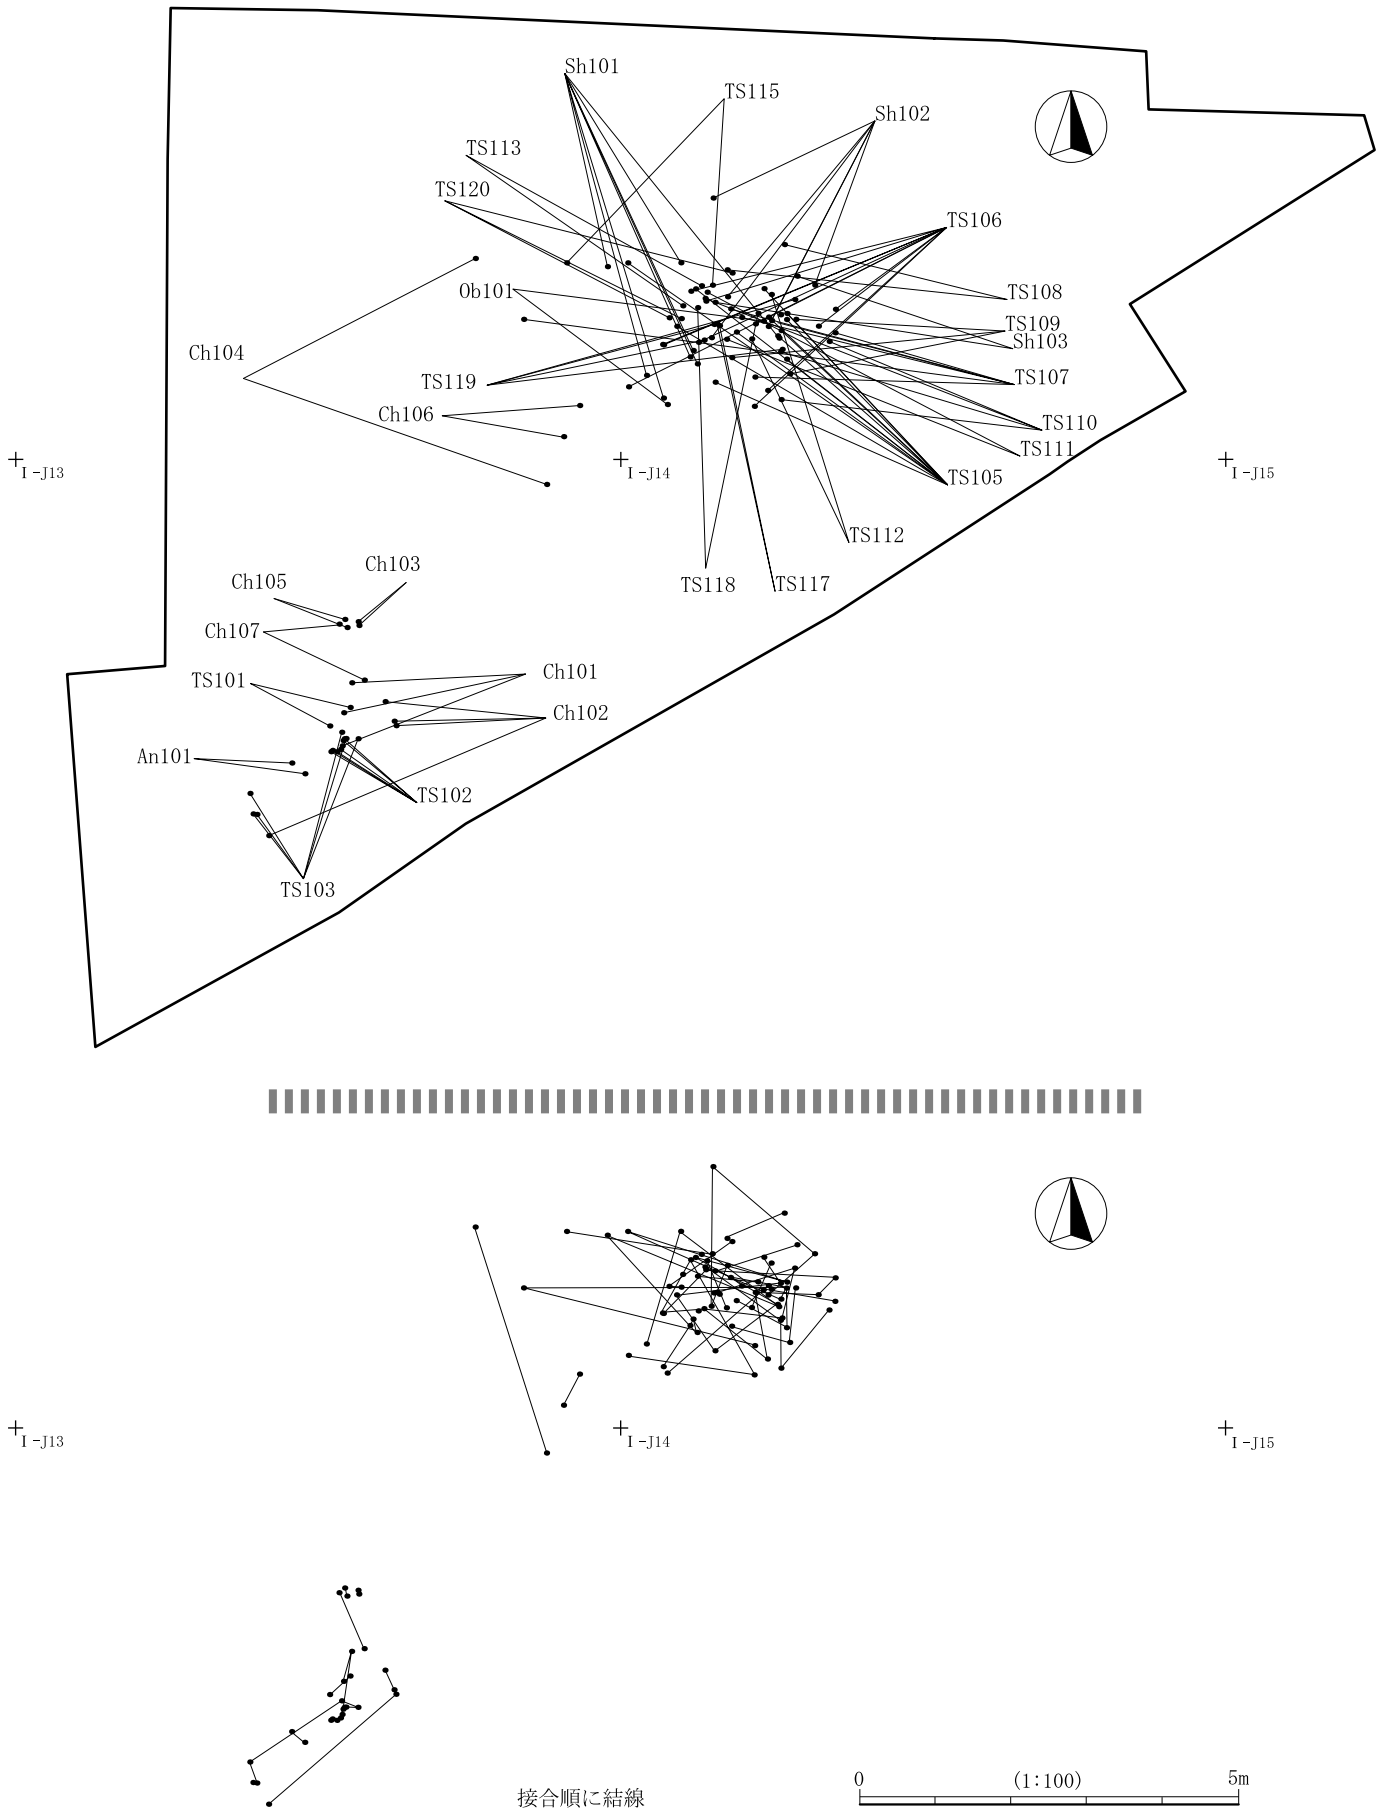 Sh101
TS115
Sh102
TS113
TS120
TS106
Ob101
TS108
TS109
Sh103
Ch104
TS119
TS107
Ch106
TS110
TS111
I-J13
I-J14
I-J15
TS105
TS112
Ch103
Ch105
TS118
TS117
Ch107
Ch101
TS101
Ch102
An101
TS102
TS103
I-J13
I-J14
I-J15
接合順に結線
0
(1:100)
5m